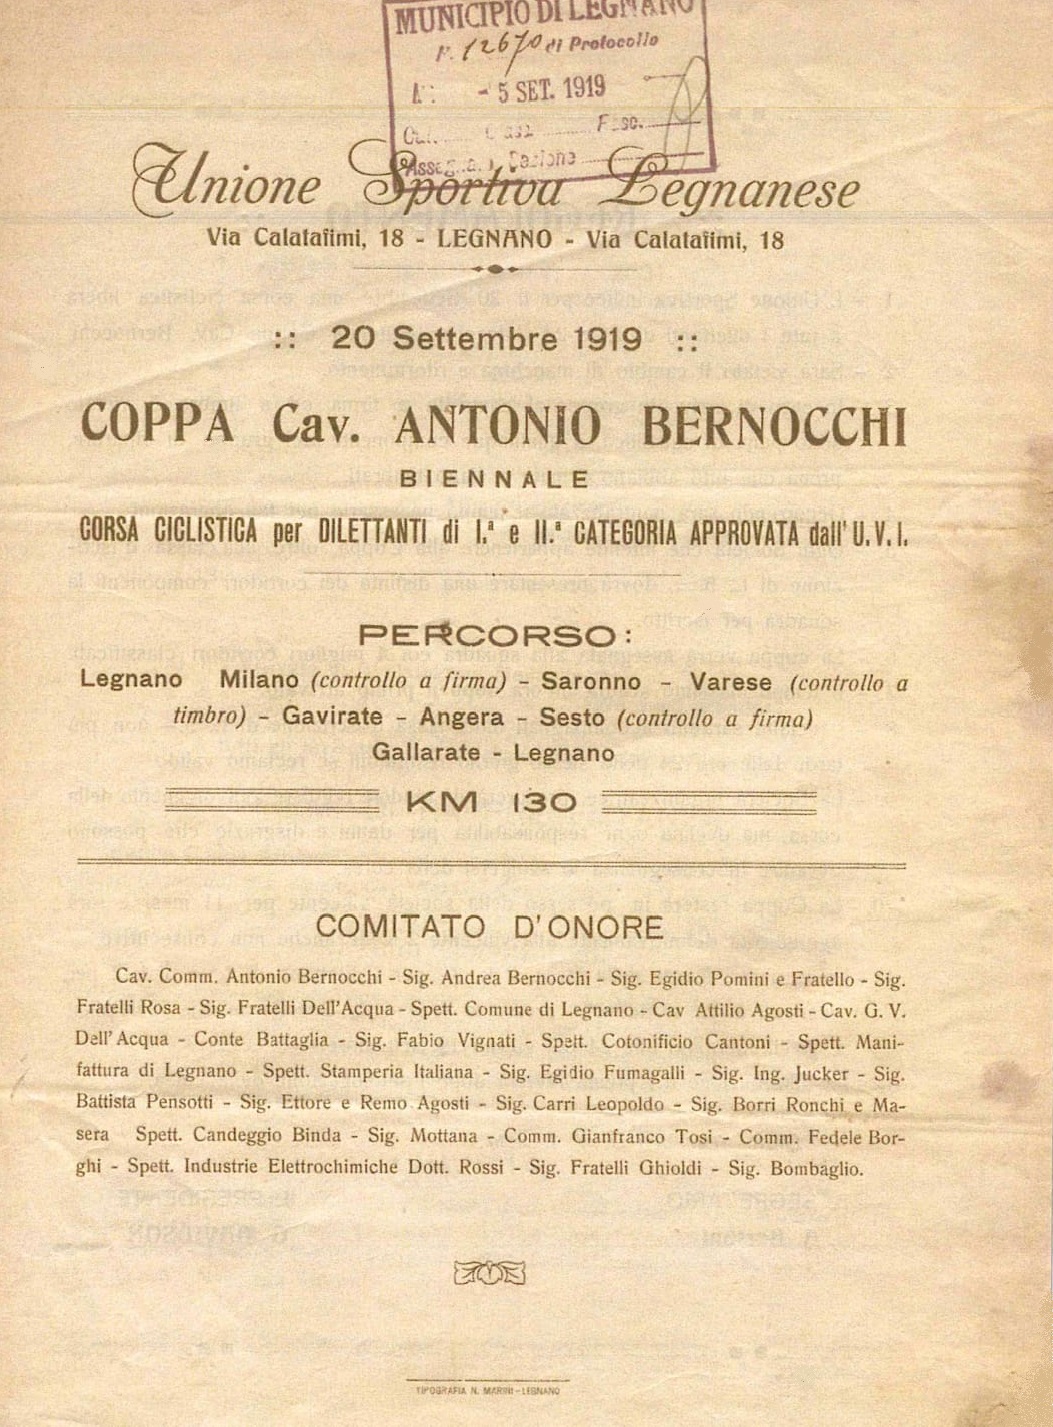 MUNICIPIO DI LEGNANO
N. 12670 di Protocollo
- 5 SET. 1919
Fasc.
Unione Sportiva Legnanese
Via Calatafimi, 18 - LEGNANO - Via Calatafimi, 18
:: 20 Settembre 1919 ::
COPPA Cav. ANTONIO BERNOCCHI
BIENNALE
CORSA CICLISTICA per DILETTANTI di I.ª e II.ª CATEGORIA APPROVATA dall' U. V. I.
PERCORSO:
Legnano Milano (controllo a firma) - Saronno - Varese (controllo a
timbro) - Gavirate - Angera - Sesto (controllo a firma)
Gallarate - Legnano
KM 130
COMITATO D'ONORE
Cav. Comm. Antonio Bernocchi - Sig. Andrea Bernocchi - Sig. Egidio Pomini e Fratello - Sig.
Fratelli Rosa - Sig. Fratelli Dell'Acqua - Spett. Comune di Legnano - Cav Attilio Agosti - Cav. G. V.
Dell'Acqua - Conte Battaglia - Sig. Fabio Vignati - Spett. Cotonificio Cantoni - Spett. Mani-
fattura di Legnano - Spett. Stamperia Italiana - Sig. Egidio Fumagalli - Sig. Ing. Jucker - Sig.
Battista Pensotti - Sig. Ettore e Remo Agosti - Sig. Carri Leopoldo - Sig. Borri Ronchi e Ma-
sera Spett. Candeggio Binda - Sig. Mottana - Comm. Gianfranco Tosi - Comm. Fedele Bor-
ghi - Spett. Industrie Elettrochimiche Dott. Rossi - Sig. Fratelli Ghioldi - Sig. Bombaglio.
TIPOGRAFIA N. MARINI - LEGNANO